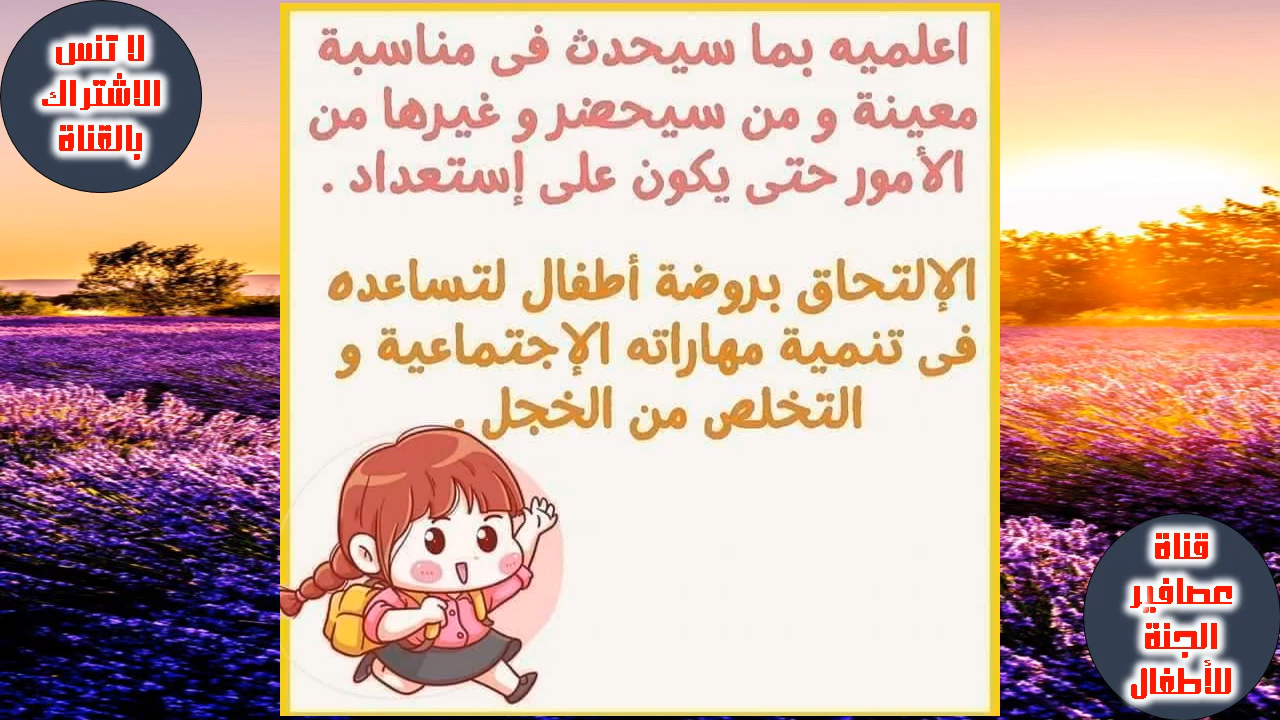 لا تنس
الاشتراك
بالقناة
اعلميه بما سيحدث فى مناسبة
معينة و من سيحضر و غيرها من
الأمور حتى يكون على إستعداد .
الإلتحاق بروضة أطفال لتساعده
فى تنمية مهاراته الإجتماعية و
التخلص من الخجل .
قناة
عصافير
الجنة
للأطفال